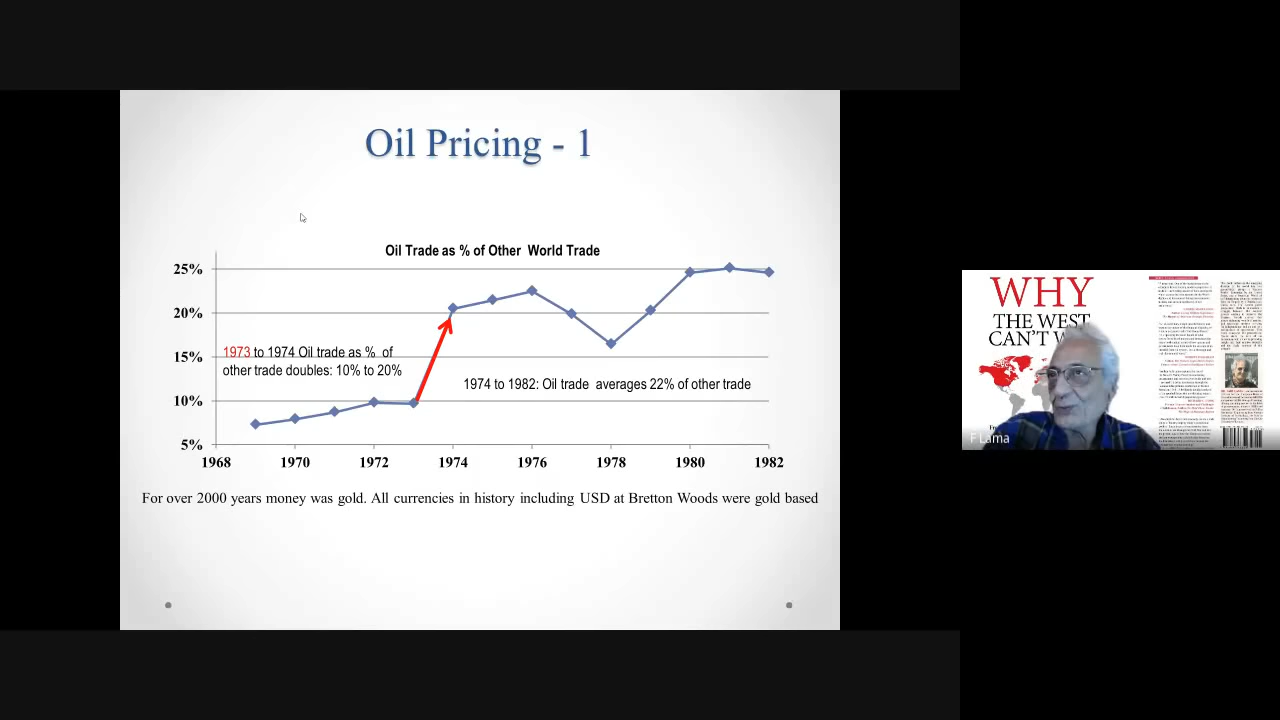 Oil Pricing - 1
Oil Trade as % of Other World Trade
25%
20%
15%
10%
5%
1973 to 1974 Oil trade as % of
other trade doubles: 10% to 20%
1982: Oil trade averages 22% of other trade
1968 1970 1972 1974 1976 1978 1980 1982
For over 2000 years money was gold. All currencies in history including USD at Bretton Woods were gold based
WHY
THE WEST
CAN'T
F Lama